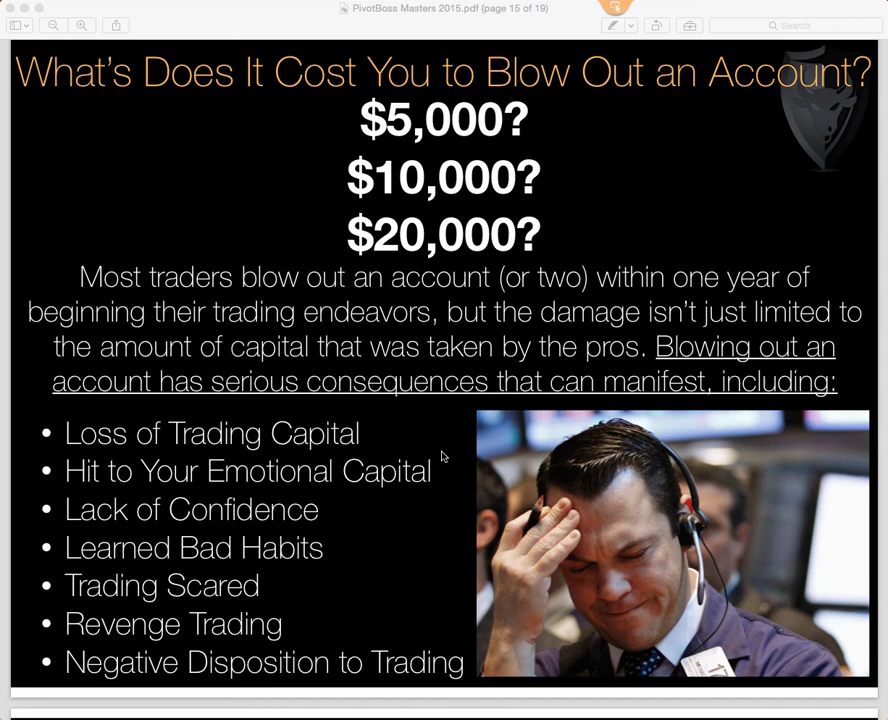 PivotBoss Masters 2015.pdf (page 15 of 19)
Search
What's Does It Cost You to Blow Out an Account?
$5,000?
$10,000?
$20,000?
Most traders blow out an account (or two) within one year of
beginning their trading endeavors, but the damage isn't just limited to
the amount of capital that was taken by the pros. Blowing out an
account has serious consequences that can manifest, including:
• Loss of Trading Capital
• Hit to Your Emotional Capital
• Lack of Confidence
• Learned Bad Habits
• Trading Scared
• Revenge Trading
• Negative Disposition to Trading